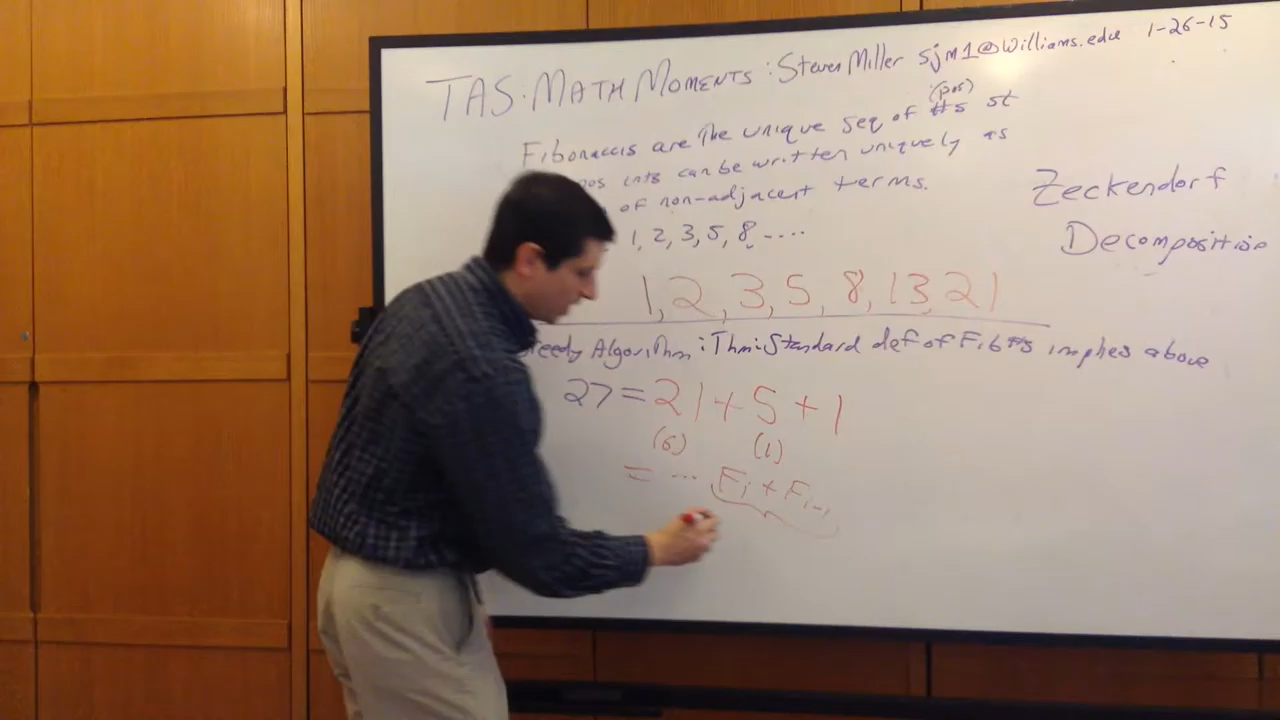 TAS·MATH MOMENTS: Steven Miller sjm1@williams.edu 1-26-15
(pos)
Fibonaccis are the unique seq of #s st
pos ints can be written uniquely as
of non-adjacent terms.
1, 2, 3, 5, 8, ....
Zeckendorf
Decomposition
1, 2, 3, 5, 8, 13, 21
reedy Algorithm: Thm: Standard def of Fib #s implies above
27 = 21 + 5 + 1
(6) (1)
= ... Fi + Fi-1